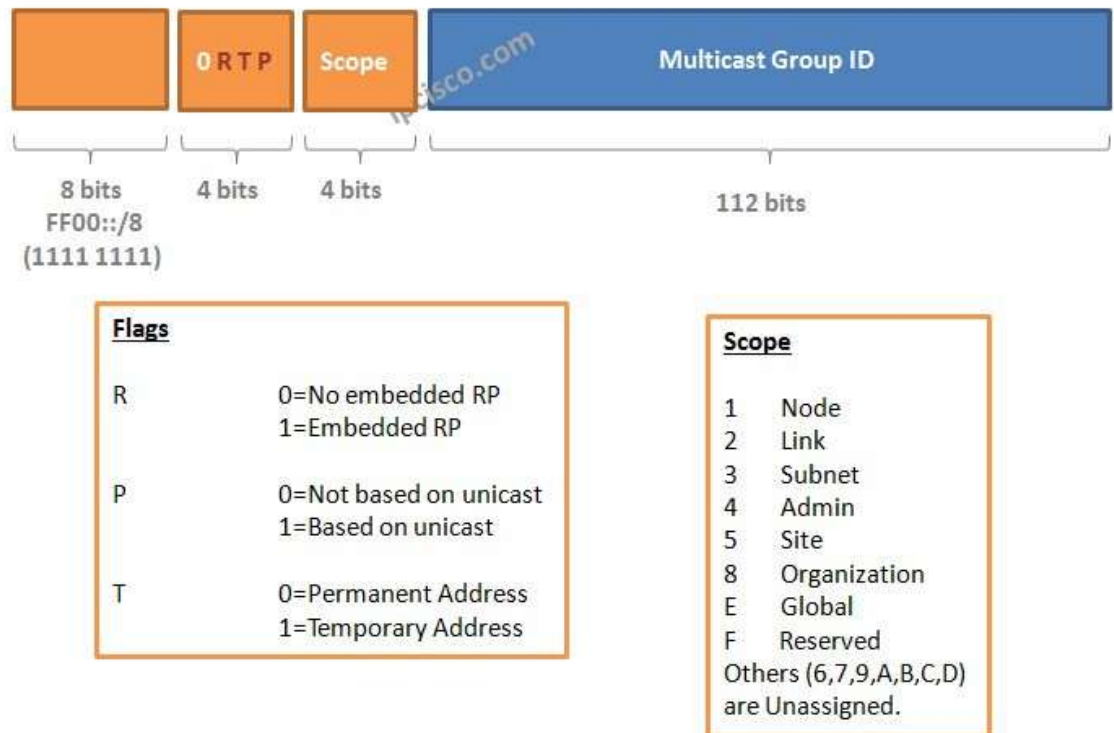 0 R T P
Scope
Multicast Group ID
ipcisco.com
8 bits
FF00::/8
(1111 1111)
4 bits
4 bits
112 bits
Flags
R 0=No embedded RP
1=Embedded RP
P 0=Not based on unicast
1=Based on unicast
T 0=Permanent Address
1=Temporary Address
Scope
1 Node
2 Link
3 Subnet
4 Admin
5 Site
8 Organization
E Global
F Reserved
Others (6,7,9,A,B,C,D)
are Unassigned.